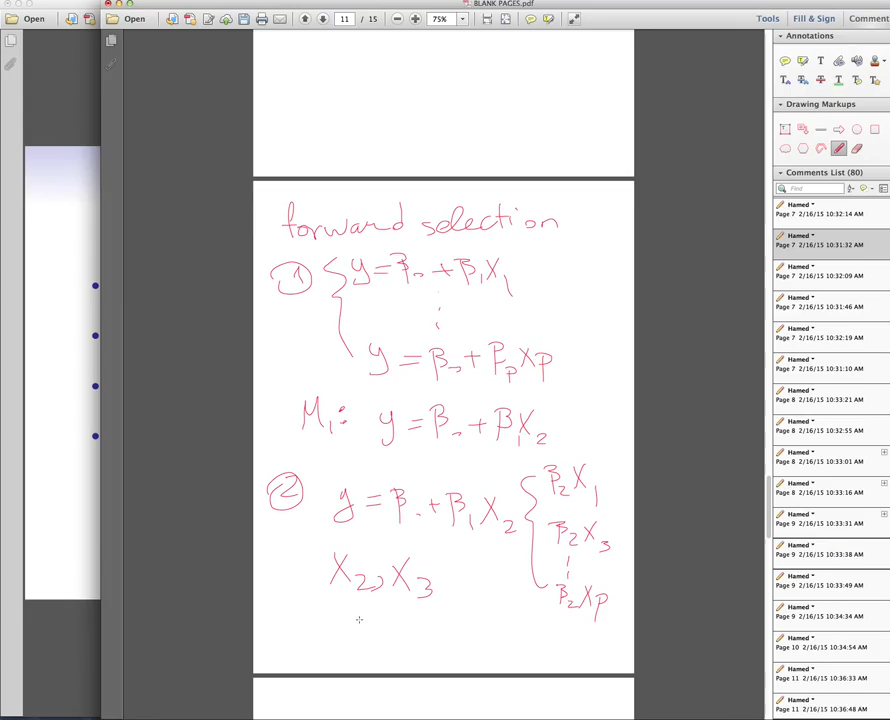 BLANK PAGES.pdf
Open
Open
11 / 15
75%
Tools
Fill & Sign
Comment
Annotations
Drawing Markups
Comments List (80)
Find
Hamed
Page 7 2/16/15 10:32:14 AM
Hamed
Page 7 2/16/15 10:31:32 AM
Hamed
Page 7 2/16/15 10:32:09 AM
Hamed
Page 7 2/16/15 10:31:46 AM
Hamed
Page 7 2/16/15 10:32:19 AM
Hamed
Page 7 2/16/15 10:31:10 AM
Hamed
Page 8 2/16/15 10:33:21 AM
Hamed
Page 8 2/16/15 10:32:55 AM
Hamed
Page 8 2/16/15 10:33:01 AM
Hamed
Page 8 2/16/15 10:33:16 AM
Hamed
Page 9 2/16/15 10:33:31 AM
Hamed
Page 9 2/16/15 10:33:38 AM
Hamed
Page 9 2/16/15 10:33:49 AM
Hamed
Page 9 2/16/15 10:34:34 AM
Hamed
Page 10 2/16/15 10:34:54 AM
Hamed
Page 11 2/16/15 10:36:33 AM
Hamed
Page 11 2/16/15 10:36:48 AM
forward selection
① { y = β₀ + β₁X₁
⋮
y = β₀ + βₚXₚ
M₁: y = β₀ + β₁X₂
② y = β₀ + β₁X₂ { β₂X₁
β₂X₃
⋮
β₂Xₚ
X₂, X₃